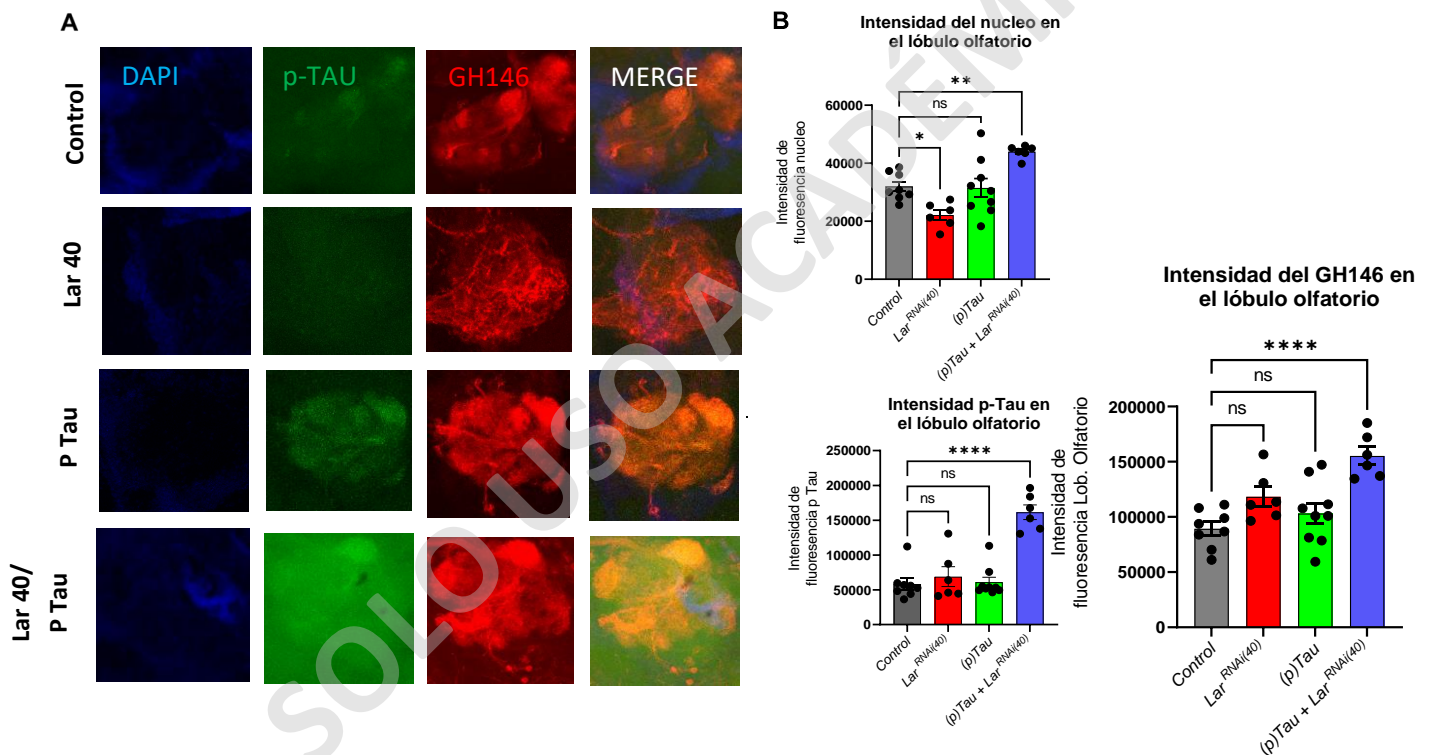 A
DAPI
p-TAU
GH146
MERGE
Control
Lar 40
P Tau
Lar 40/
P Tau
B
Intensidad del nucleo en
el lóbulo olfatorio
Intensidad de
fluorescencia nucleo
60000
40000
20000
0
*
ns
**
Control
Lar RNAi(40)
(p)Tau
(p)Tau + Lar RNAi(40)
Intensidad p-Tau en
el lóbulo olfatorio
Intensidad de
fluoresencia p Tau
250000
200000
150000
100000
50000
0
ns
ns
****
Control
Lar RNAi(40)
(p)Tau
(p)Tau + Lar RNAi(40)
Intensidad del GH146 en
el lóbulo olfatorio
Intensidad de
fluoresencia Lob. Olfatorio
200000
150000
100000
50000
0
ns
ns
****
Control
Lar RNAi(40)
(p)Tau
(p)Tau + Lar RNAi(40)
SOLO USO ACADÉMI